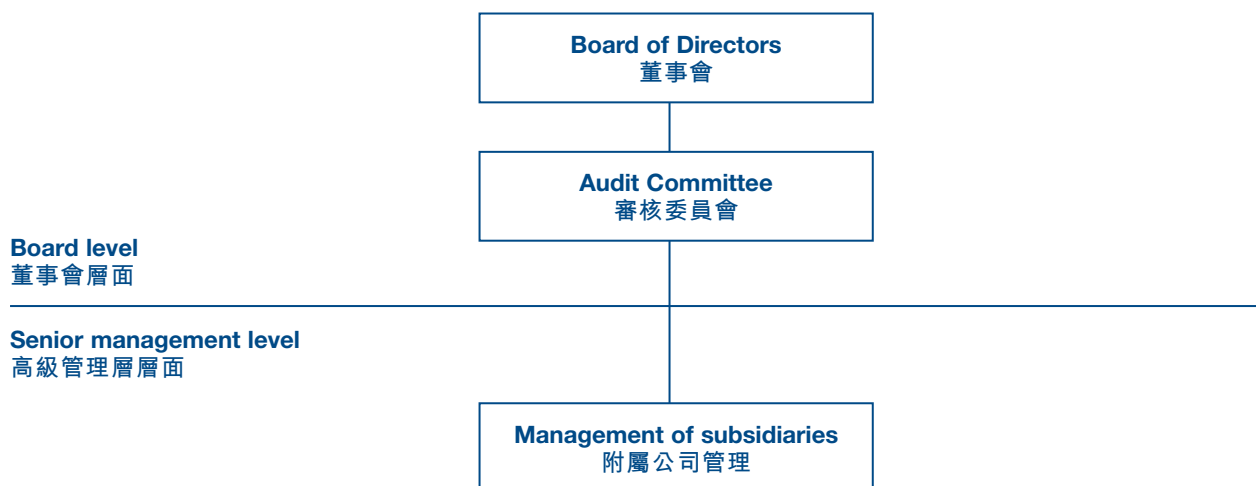 Board of Directors
董事會
Audit Committee
審核委員會
Board level
董事會層面
Senior management level
高級管理層層面
Management of subsidiaries
附屬公司管理